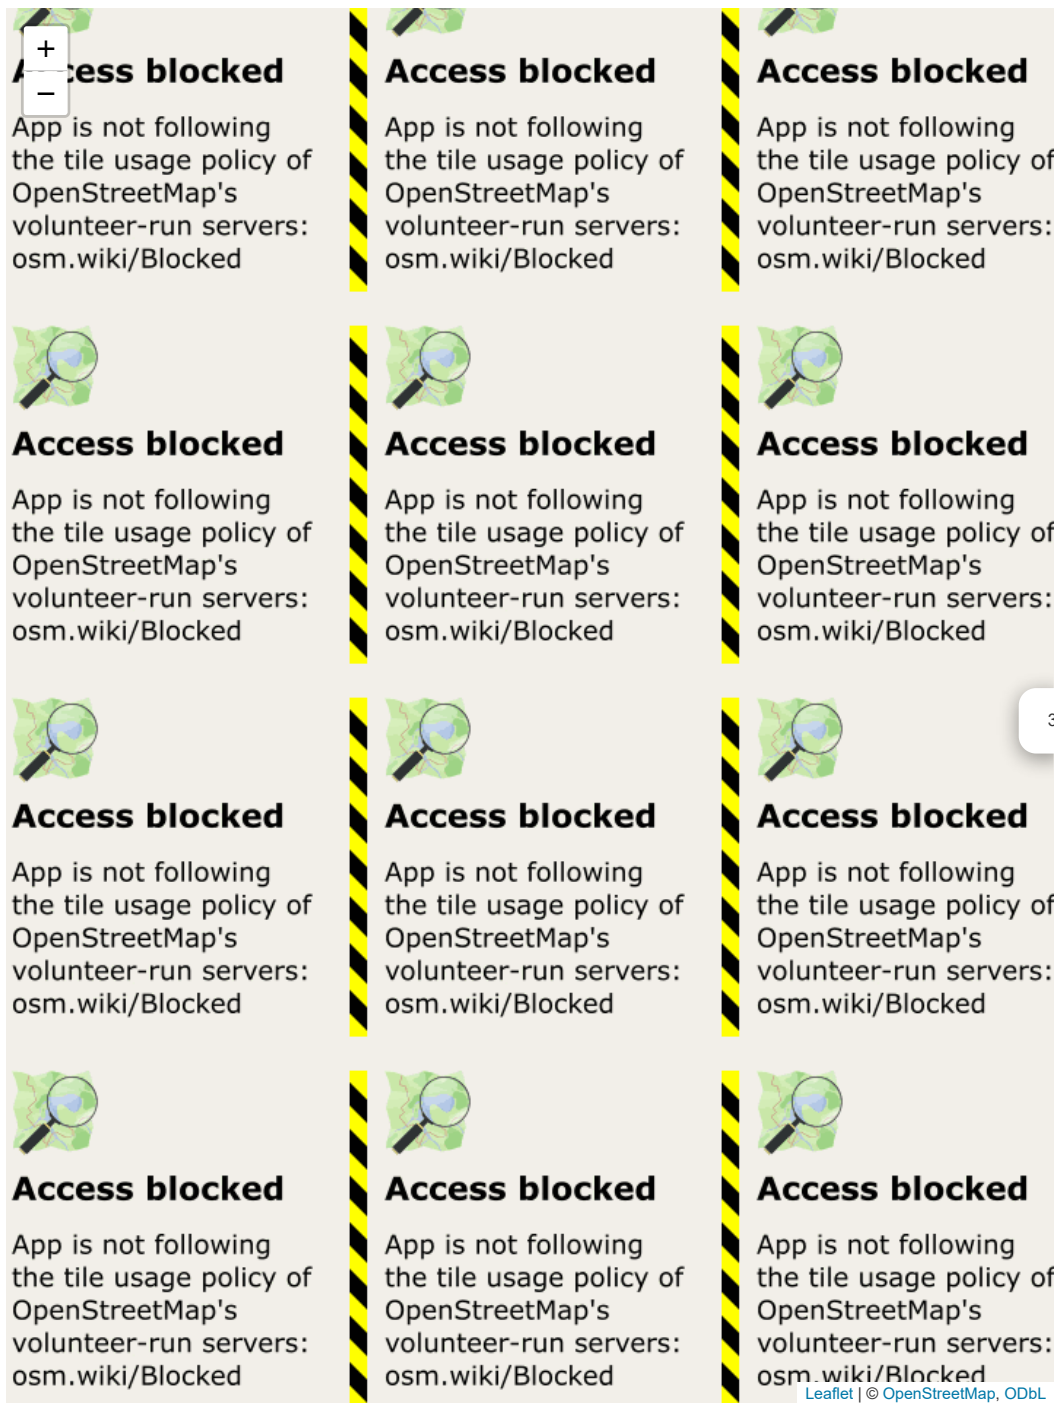 +
−
Access blocked
App is not following
the tile usage policy of
OpenStreetMap's
volunteer-run servers:
osm.wiki/Blocked
Access blocked
App is not following
the tile usage policy of
OpenStreetMap's
volunteer-run servers:
osm.wiki/Blocked
Access blocked
App is not following
the tile usage policy of
OpenStreetMap's
volunteer-run servers:
osm.wiki/Blocked
Access blocked
App is not following
the tile usage policy of
OpenStreetMap's
volunteer-run servers:
osm.wiki/Blocked
Access blocked
App is not following
the tile usage policy of
OpenStreetMap's
volunteer-run servers:
osm.wiki/Blocked
Access blocked
App is not following
the tile usage policy of
OpenStreetMap's
volunteer-run servers:
osm.wiki/Blocked
Access blocked
App is not following
the tile usage policy of
OpenStreetMap's
volunteer-run servers:
osm.wiki/Blocked
Access blocked
App is not following
the tile usage policy of
OpenStreetMap's
volunteer-run servers:
osm.wiki/Blocked
Access blocked
App is not following
the tile usage policy of
OpenStreetMap's
volunteer-run servers:
osm.wiki/Blocked
3
Access blocked
App is not following
the tile usage policy of
OpenStreetMap's
volunteer-run servers:
osm.wiki/Blocked
Access blocked
App is not following
the tile usage policy of
OpenStreetMap's
volunteer-run servers:
osm.wiki/Blocked
Access blocked
App is not following
the tile usage policy of
OpenStreetMap's
volunteer-run servers:
osm.wiki/Blocked
Leaflet | © OpenStreetMap, ODbL